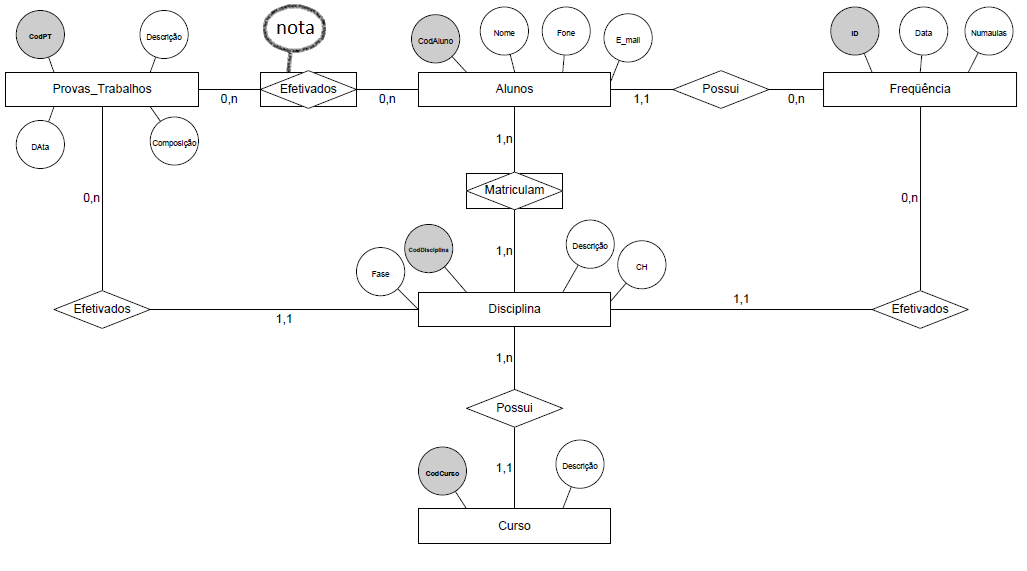 nota
CodPT
Descrição
CodAluno
Nome
Fone
E_mail
ID
Data
Numaulas
Provas_Trabalhos
0,n
Efetivados
0,n
Alunos
1,1
Possui
0,n
Freqüência
DAta
Composição
1,n
Matriculam
0,n
0,n
1,n
Fase
CodDisciplina
Descrição
CH
Efetivados
1,1
Disciplina
1,1
Efetivados
1,n
Possui
1,1
CodCurso
Descrição
Curso